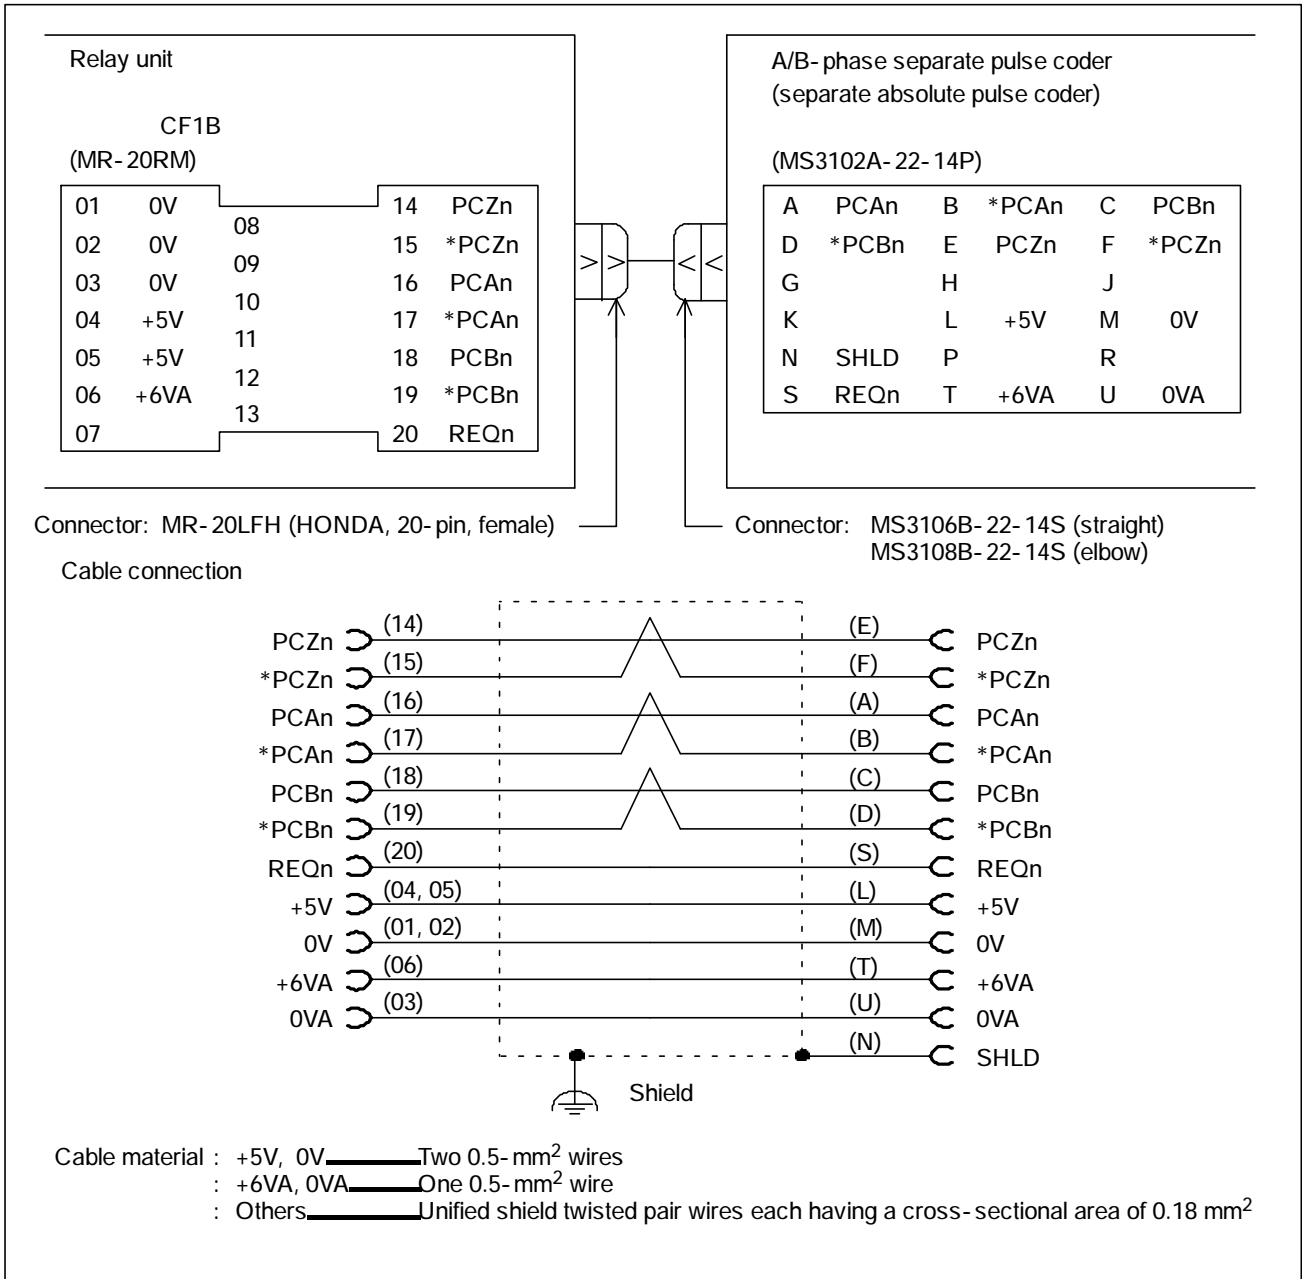 Relay unit
CF1B
(MR-20RM)
01 0V 14 PCZn
08
02 0V 15 *PCZn
09
03 0V 16 PCAn
10
04 +5V 17 *PCAn
11
05 +5V 18 PCBn
12
06 +6VA 19 *PCBn
13
07 20 REQn
A/B-phase separate pulse coder
(separate absolute pulse coder)
(MS3102A-22-14P)
A PCAn B *PCAn C PCBn
D *PCBn E PCZn F *PCZn
G H J
K L +5V M 0V
N SHLD P R
S REQn T +6VA U 0VA
Connector: MR-20LFH (HONDA, 20-pin, female)
Connector: MS3106B-22-14S (straight)
MS3108B-22-14S (elbow)
Cable connection
PCZn (14) (E) PCZn
*PCZn (15) (F) *PCZn
PCAn (16) (A) PCAn
*PCAn (17) (B) *PCAn
PCBn (18) (C) PCBn
*PCBn (19) (D) *PCBn
REQn (20) (S) REQn
+5V (04, 05) (L) +5V
0V (01, 02) (M) 0V
+6VA (06) (T) +6VA
0VA (03) (U) 0VA
(N) SHLD
Shield
Cable material : +5V, 0V Two 0.5-mm² wires
: +6VA, 0VA One 0.5-mm² wire
: Others Unified shield twisted pair wires each having a cross-sectional area of 0.18 mm²